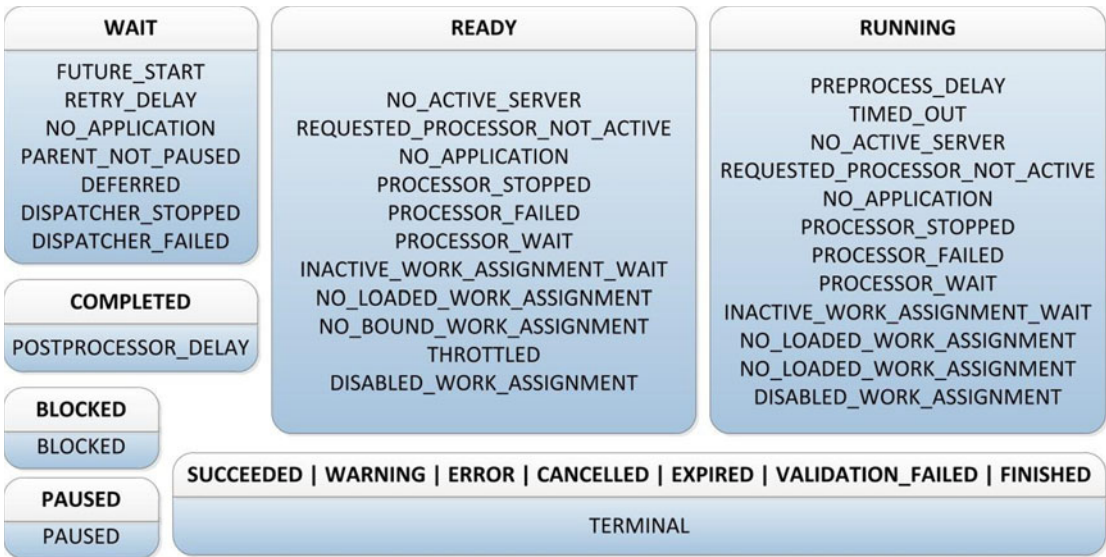 WAIT
FUTURE_START
RETRY_DELAY
NO_APPLICATION
PARENT_NOT_PAUSED
DEFERRED
DISPATCHER_STOPPED
DISPATCHER_FAILED
COMPLETED
POSTPROCESSOR_DELAY
BLOCKED
BLOCKED
PAUSED
PAUSED
READY
NO_ACTIVE_SERVER
REQUESTED_PROCESSOR_NOT_ACTIVE
NO_APPLICATION
PROCESSOR_STOPPED
PROCESSOR_FAILED
PROCESSOR_WAIT
INACTIVE_WORK_ASSIGNMENT_WAIT
NO_LOADED_WORK_ASSIGNMENT
NO_BOUND_WORK_ASSIGNMENT
THROTTLED
DISABLED_WORK_ASSIGNMENT
RUNNING
PREPROCESS_DELAY
TIMED_OUT
NO_ACTIVE_SERVER
REQUESTED_PROCESSOR_NOT_ACTIVE
NO_APPLICATION
PROCESSOR_STOPPED
PROCESSOR_FAILED
PROCESSOR_WAIT
INACTIVE_WORK_ASSIGNMENT_WAIT
NO_LOADED_WORK_ASSIGNMENT
NO_LOADED_WORK_ASSIGNMENT
DISABLED_WORK_ASSIGNMENT
SUCCEEDED | WARNING | ERROR | CANCELLED | EXPIRED | VALIDATION_FAILED | FINISHED
TERMINAL